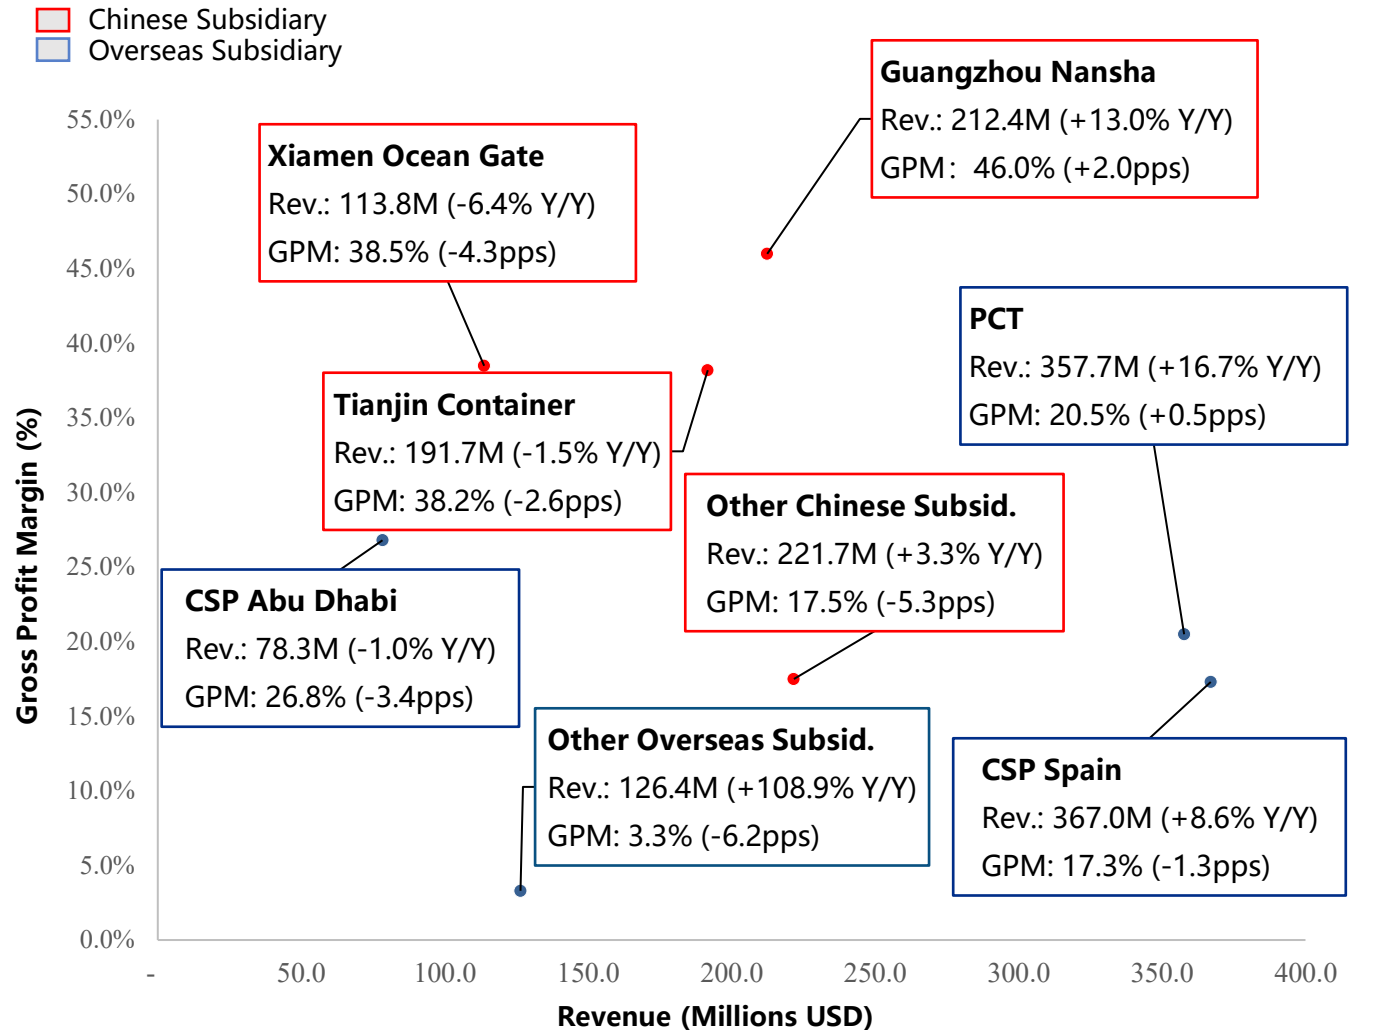 Chinese Subsidiary
Overseas Subsidiary
Guangzhou Nansha
Rev.: 212.4M (+13.0% Y/Y)
GPM： 46.0% (+2.0pps)
Xiamen Ocean Gate
Rev.: 113.8M (-6.4% Y/Y)
GPM: 38.5% (-4.3pps)
PCT
Rev.: 357.7M (+16.7% Y/Y)
GPM: 20.5% (+0.5pps)
Tianjin Container
Rev.: 191.7M (-1.5% Y/Y)
GPM: 38.2% (-2.6pps)
Other Chinese Subsid.
Rev.: 221.7M (+3.3% Y/Y)
GPM: 17.5% (-5.3pps)
CSP Abu Dhabi
Rev.: 78.3M (-1.0% Y/Y)
GPM: 26.8% (-3.4pps)
Other Overseas Subsid.
Rev.: 126.4M (+108.9% Y/Y)
GPM: 3.3% (-6.2pps)
CSP Spain
Rev.: 367.0M (+8.6% Y/Y)
GPM: 17.3% (-1.3pps)
Gross Profit Margin (%)
55.0%
50.0%
45.0%
40.0%
35.0%
30.0%
25.0%
20.0%
15.0%
10.0%
5.0%
0.0%
- 50.0 100.0 150.0 200.0 250.0 300.0 350.0 400.0
Revenue (Millions USD)